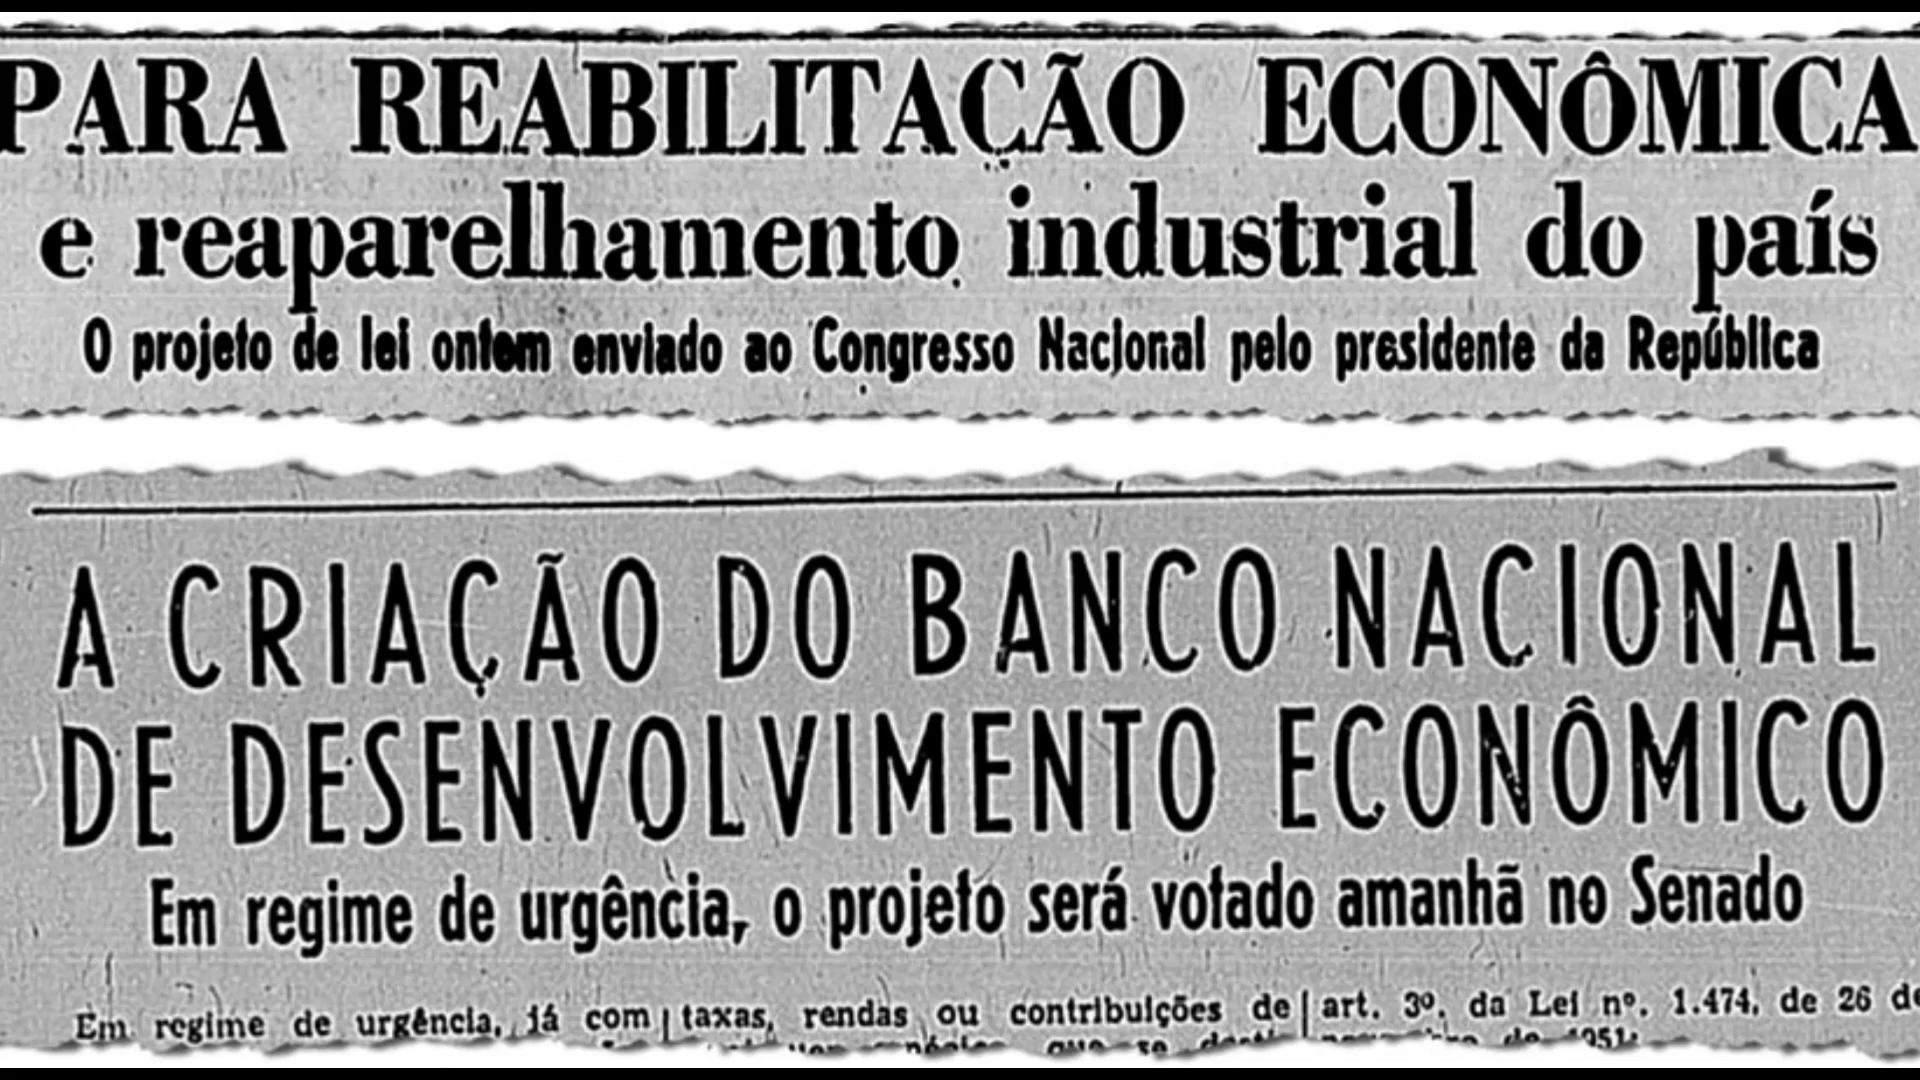 PARA REABILITAÇÃO ECONÔMICA
e reaparelhamento industrial do país
O projeto de lei ontem enviado ao Congresso Nacional pelo presidente da República
A CRIAÇÃO DO BANCO NACIONAL
DE DESENVOLVIMENTO ECONÔMICO
Em regime de urgência, o projeto será votado amanhã no Senado
Em regime de urgência, já com
taxas, rendas ou contribuições de
art. 3º. da Lei nº. 1.474, de 26 de